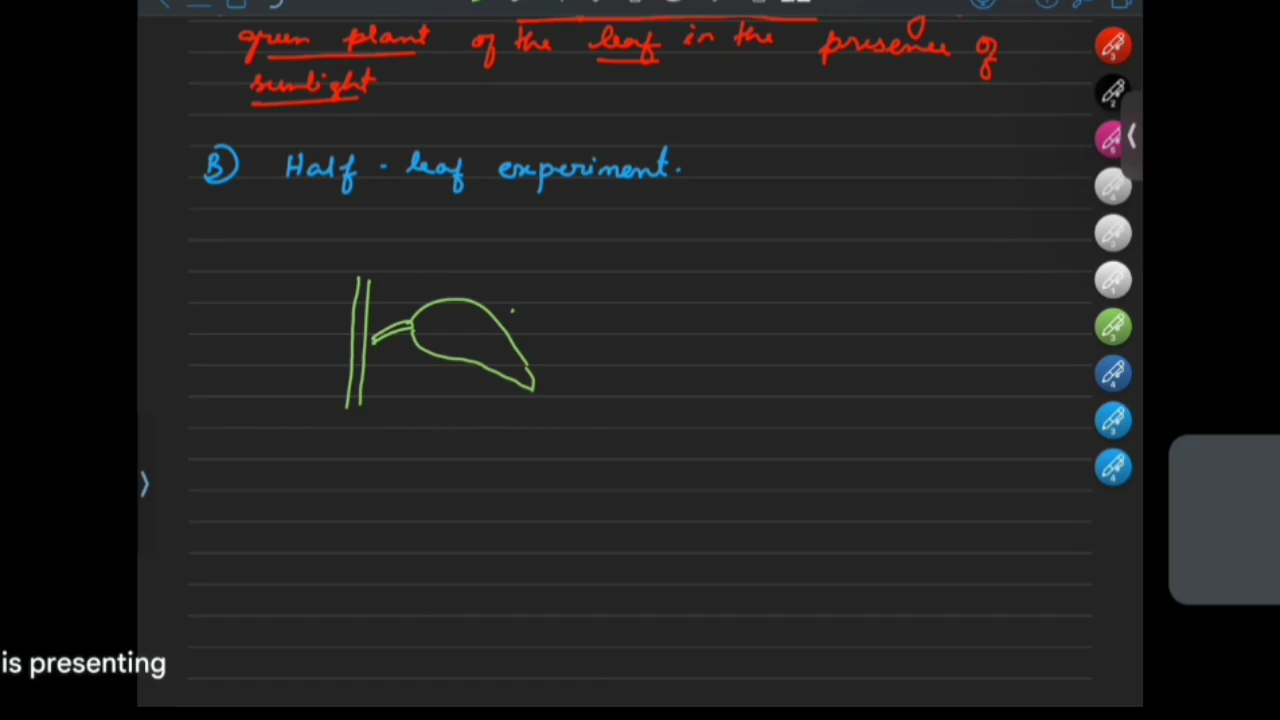 green plant of the leaf in the presence of
sunlight
B) Half-leaf experiment.
is presenting